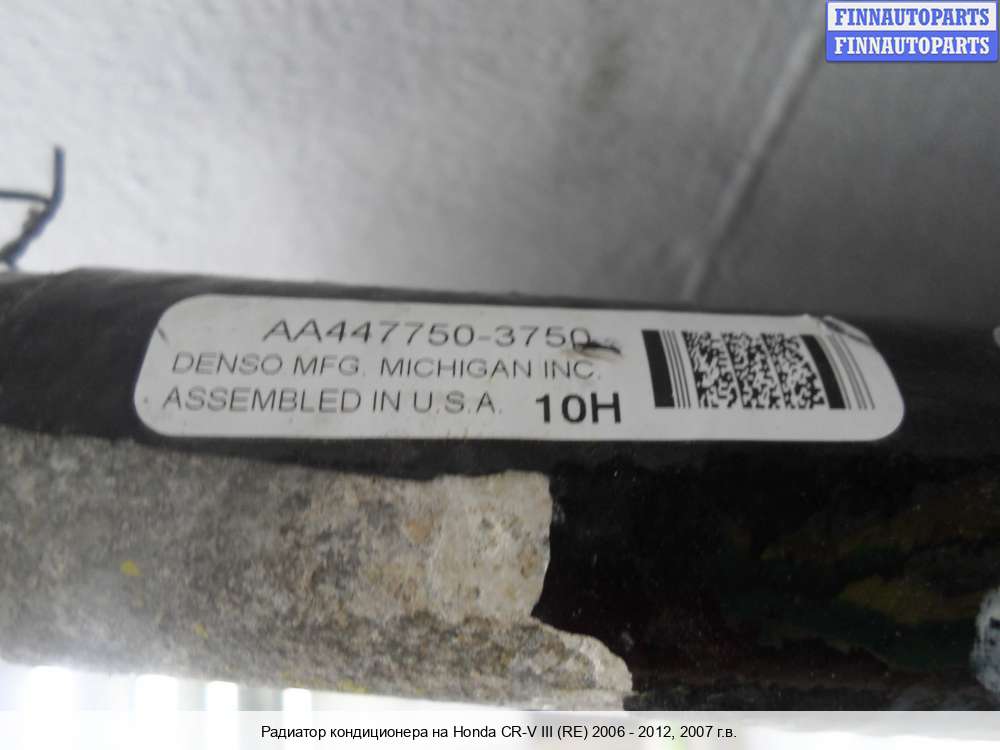 FINNAUTOPARTS
FINNAUTOPARTS
AA447750-3750
DENSO MFG. MICHIGAN INC.
ASSEMBLED IN U.S.A. 10H
Радиатор кондиционера на Honda CR-V III (RE) 2006 - 2012, 2007 г.в.